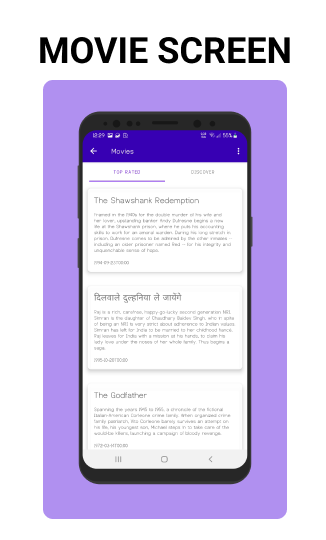 MOVIE SCREEN
12:29
55%
Movies
TOP RATED
DISCOVER
The Shawshank Redemption
Framed in the 1940s for the double murder of his wife and
her lover, upstanding banker Andy Dufresne begins a new
life at the Shawshank prison, where he puts his accounting
skills to work for an amoral warden. During his long stretch in
prison, Dufresne comes to be admired by the other inmates --
including an older prisoner named Red -- for his integrity and
unquenchable sense of hope.
1994-09-23T00:00
दिलवाले दुल्हनिया ले जायेंगे
Raj is a rich, carefree, happy-go-lucky second generation NRI.
Simran is the daughter of Chaudhary Baldev Singh, who in spite
of being an NRI is very strict about adherence to Indian values.
Simran has left for India to be married to her childhood fiancé.
Raj leaves for India with a mission at his hands, to claim his
lady love under the noses of her whole family. Thus begins a
saga.
1995-10-20T00:00
The Godfather
Spanning the years 1945 to 1955, a chronicle of the fictional
Italian-American Corleone crime family. When organized crime
family patriarch, Vito Corleone barely survives an attempt on
his life, his youngest son, Michael steps in to take care of the
would-be killers, launching a campaign of bloody revenge.